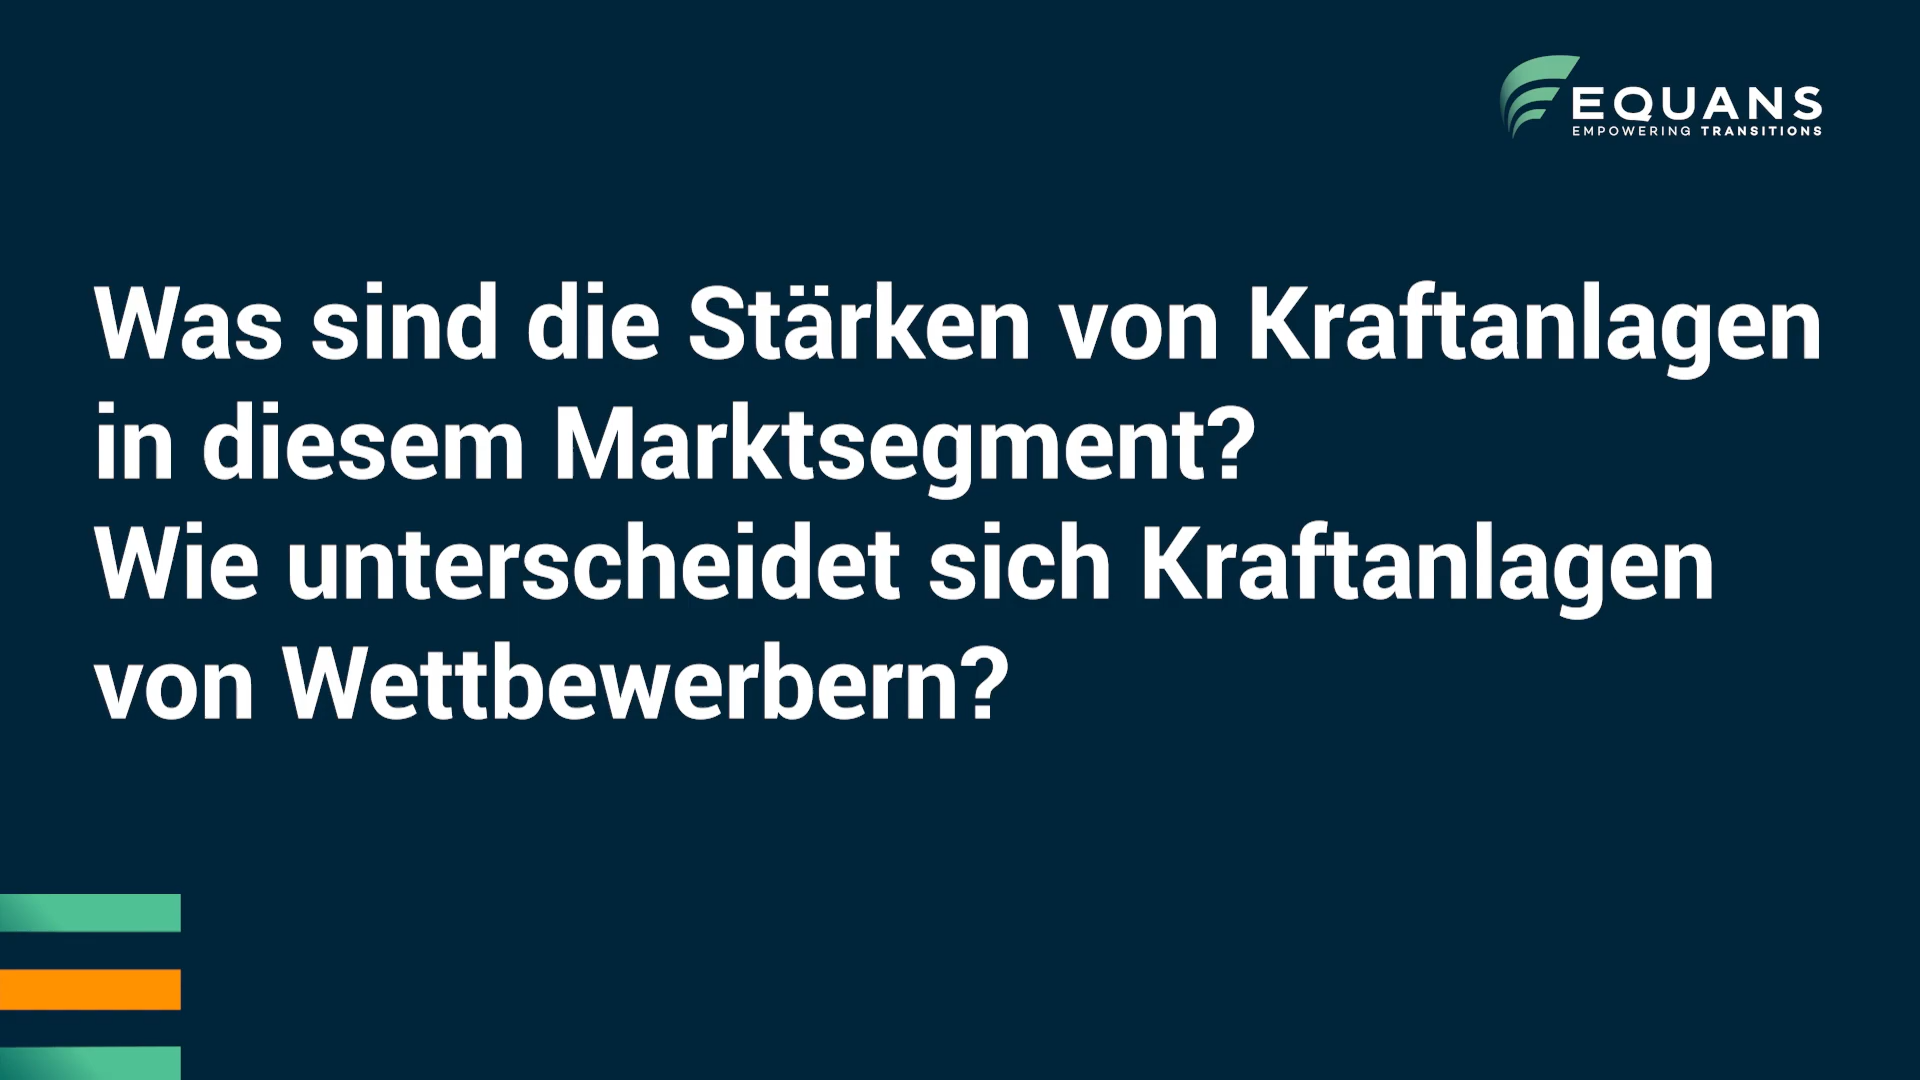 EQUANS
EMPOWERING TRANSITIONS
Was sind die Stärken von Kraftanlagen
in diesem Marktsegment?
Wie unterscheidet sich Kraftanlagen
von Wettbewerbern?